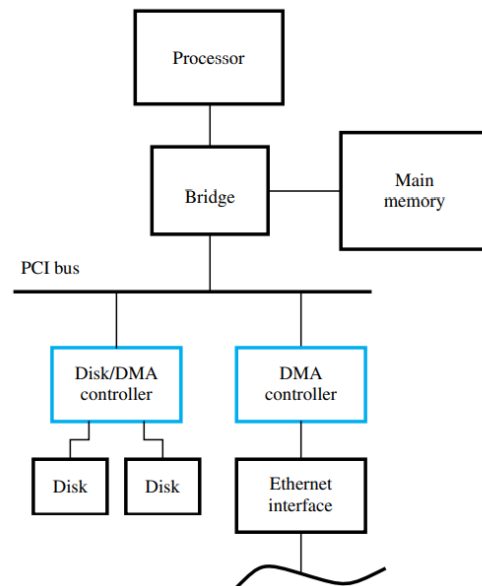 Processor
Bridge
Main
memory
PCI bus
Disk/DMA
controller
DMA
controller
Disk
Disk
Ethernet
interface